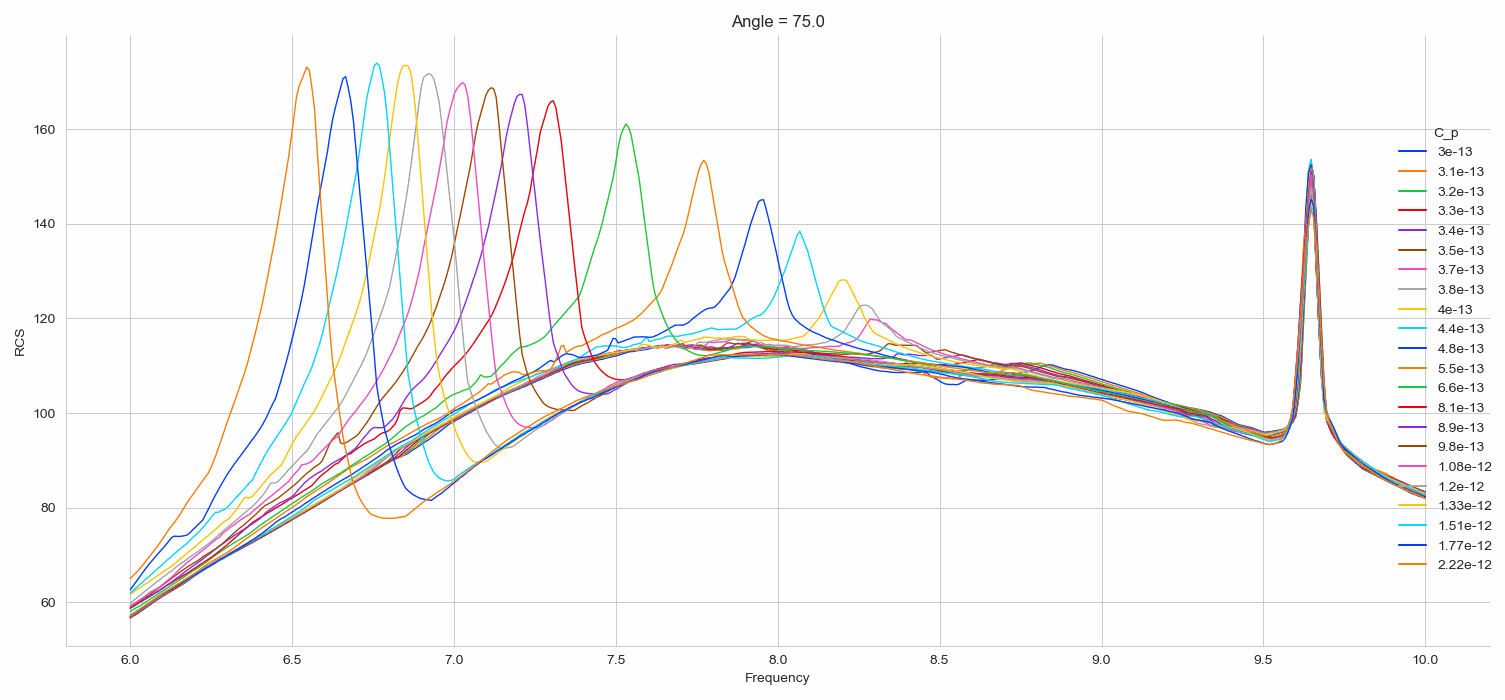 Angle = 75.0
160
140
120
100
80
60
RCS
6.0
6.5
7.0
7.5
8.0
8.5
9.0
9.5
10.0
Frequency
C_p
3e-13
3.1e-13
3.2e-13
3.3e-13
3.4e-13
3.5e-13
3.7e-13
3.8e-13
4e-13
4.4e-13
4.8e-13
5.5e-13
6.6e-13
8.1e-13
8.9e-13
9.8e-13
1.08e-12
1.2e-12
1.33e-12
1.51e-12
1.77e-12
2.22e-12